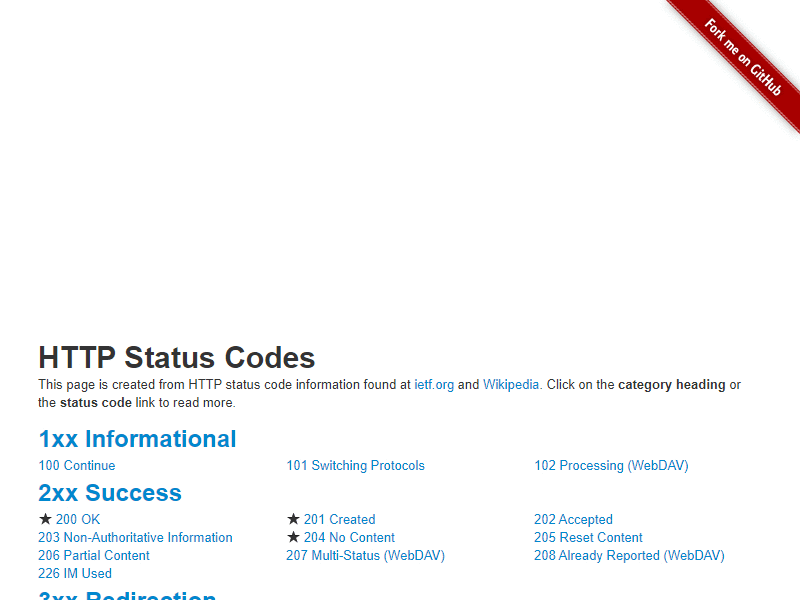 Fork me on GitHub
HTTP Status Codes
This page is created from HTTP status code information found at ietf.org and Wikipedia. Click on the category heading or
the status code link to read more.
1xx Informational
100 Continue
101 Switching Protocols
102 Processing (WebDAV)
2xx Success
★ 200 OK
★ 201 Created
202 Accepted
203 Non-Authoritative Information
★ 204 No Content
205 Reset Content
206 Partial Content
207 Multi-Status (WebDAV)
208 Already Reported (WebDAV)
226 IM Used
3xx Redirection